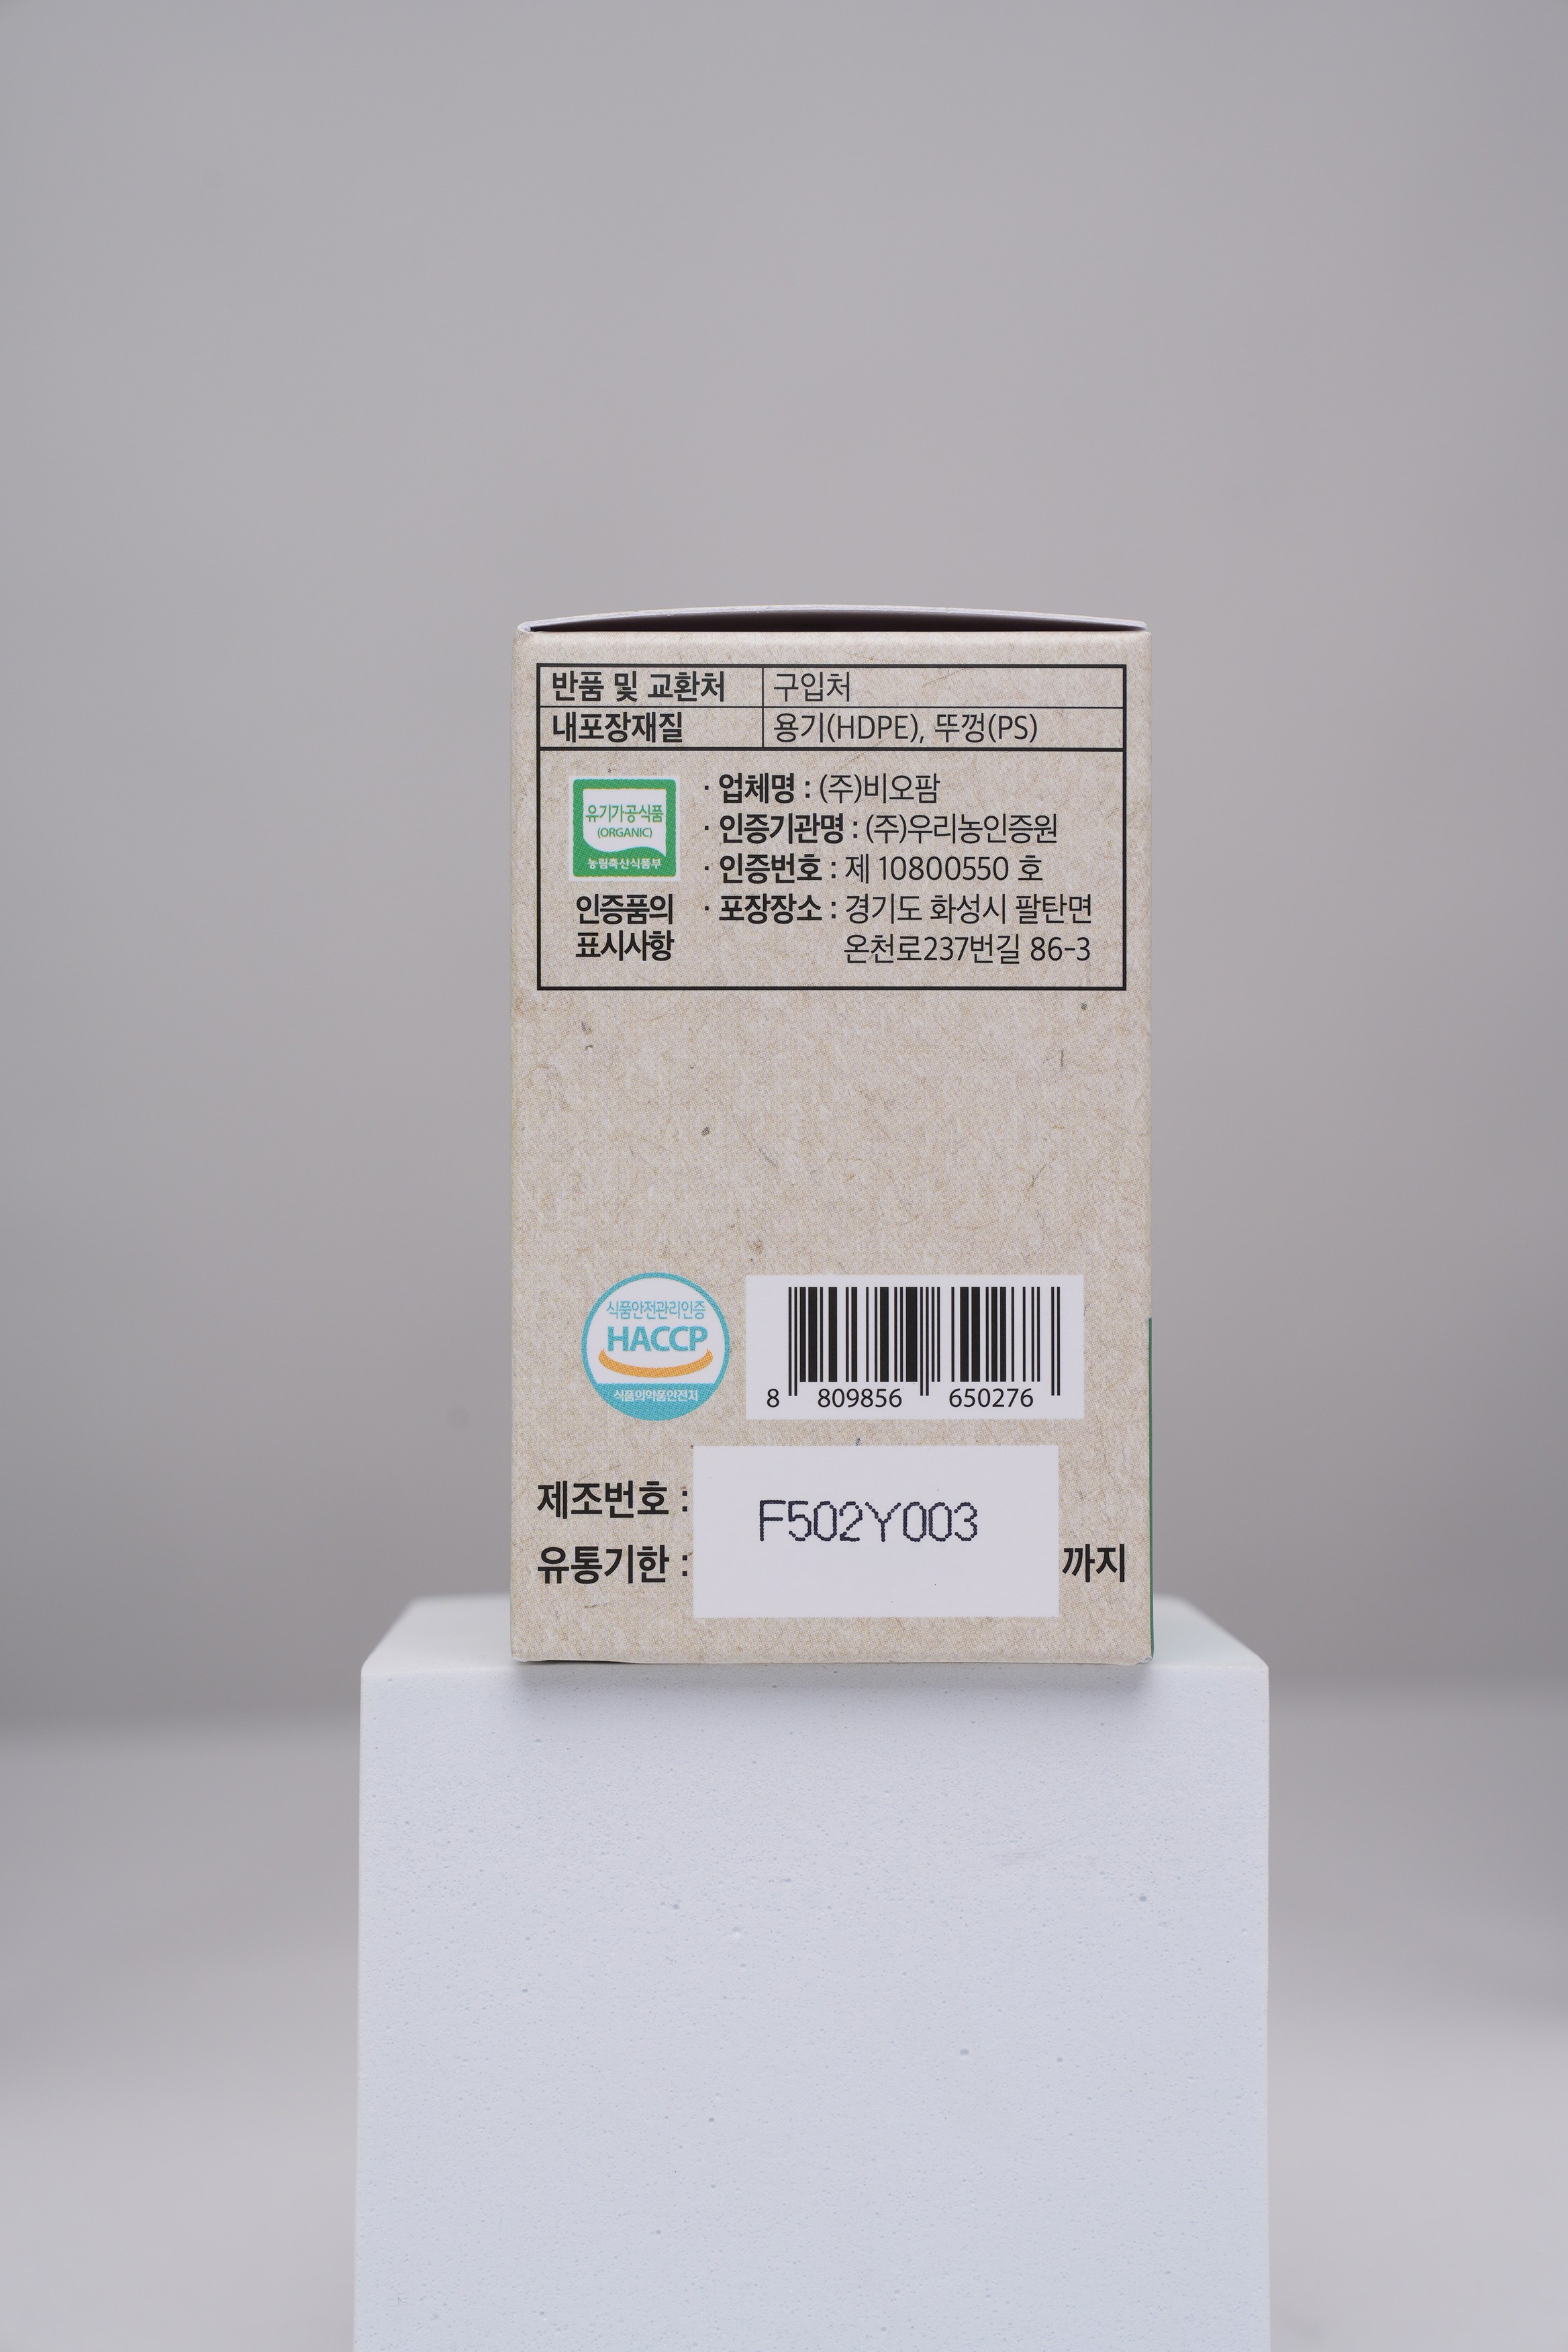 반품 및 교환처 구입처
내포장재질 용기(HDPE), 뚜껑(PS)
유기가공식품
(ORGANIC)
농림축산식품부
인증품의
표시사항
· 업체명 : (주)비오팜
· 인증기관명 : (주)우리농인증원
· 인증번호 : 제 10800550 호
· 포장장소 : 경기도 화성시 팔탄면
온천로237번길 86-3
식품안전관리인증
HACCP
식품의약품안전처
8 809856 650276
제조번호 : F502Y003
유통기한 : 까지